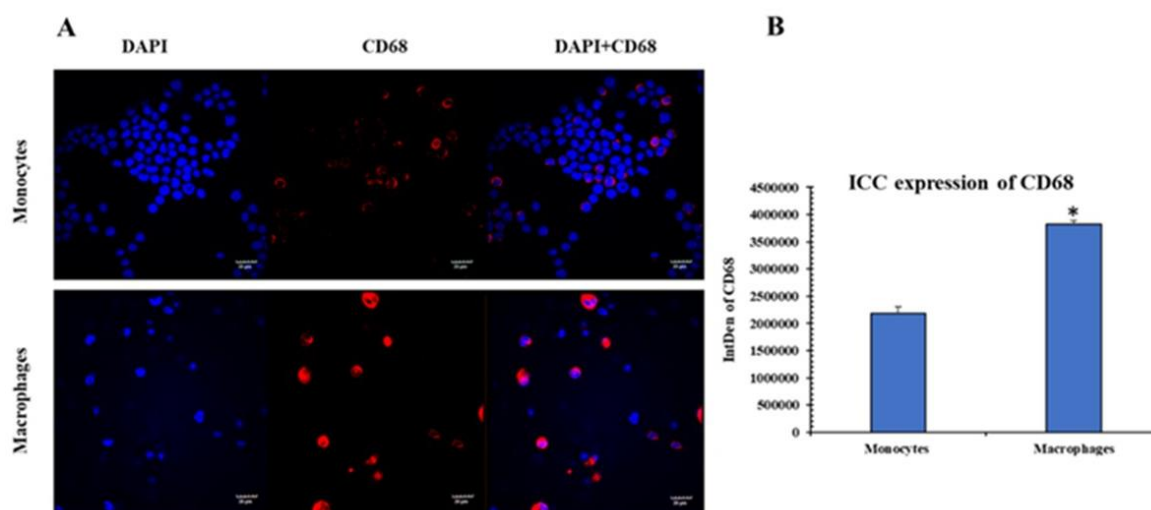 A
DAPI CD68 DAPI+CD68
Monocytes
Macrophages
B
ICC expression of CD68
IntDen of CD68
4500000
4000000
3500000
3000000
2500000
2000000
1500000
1000000
500000
0
*
Monocytes Macrophages